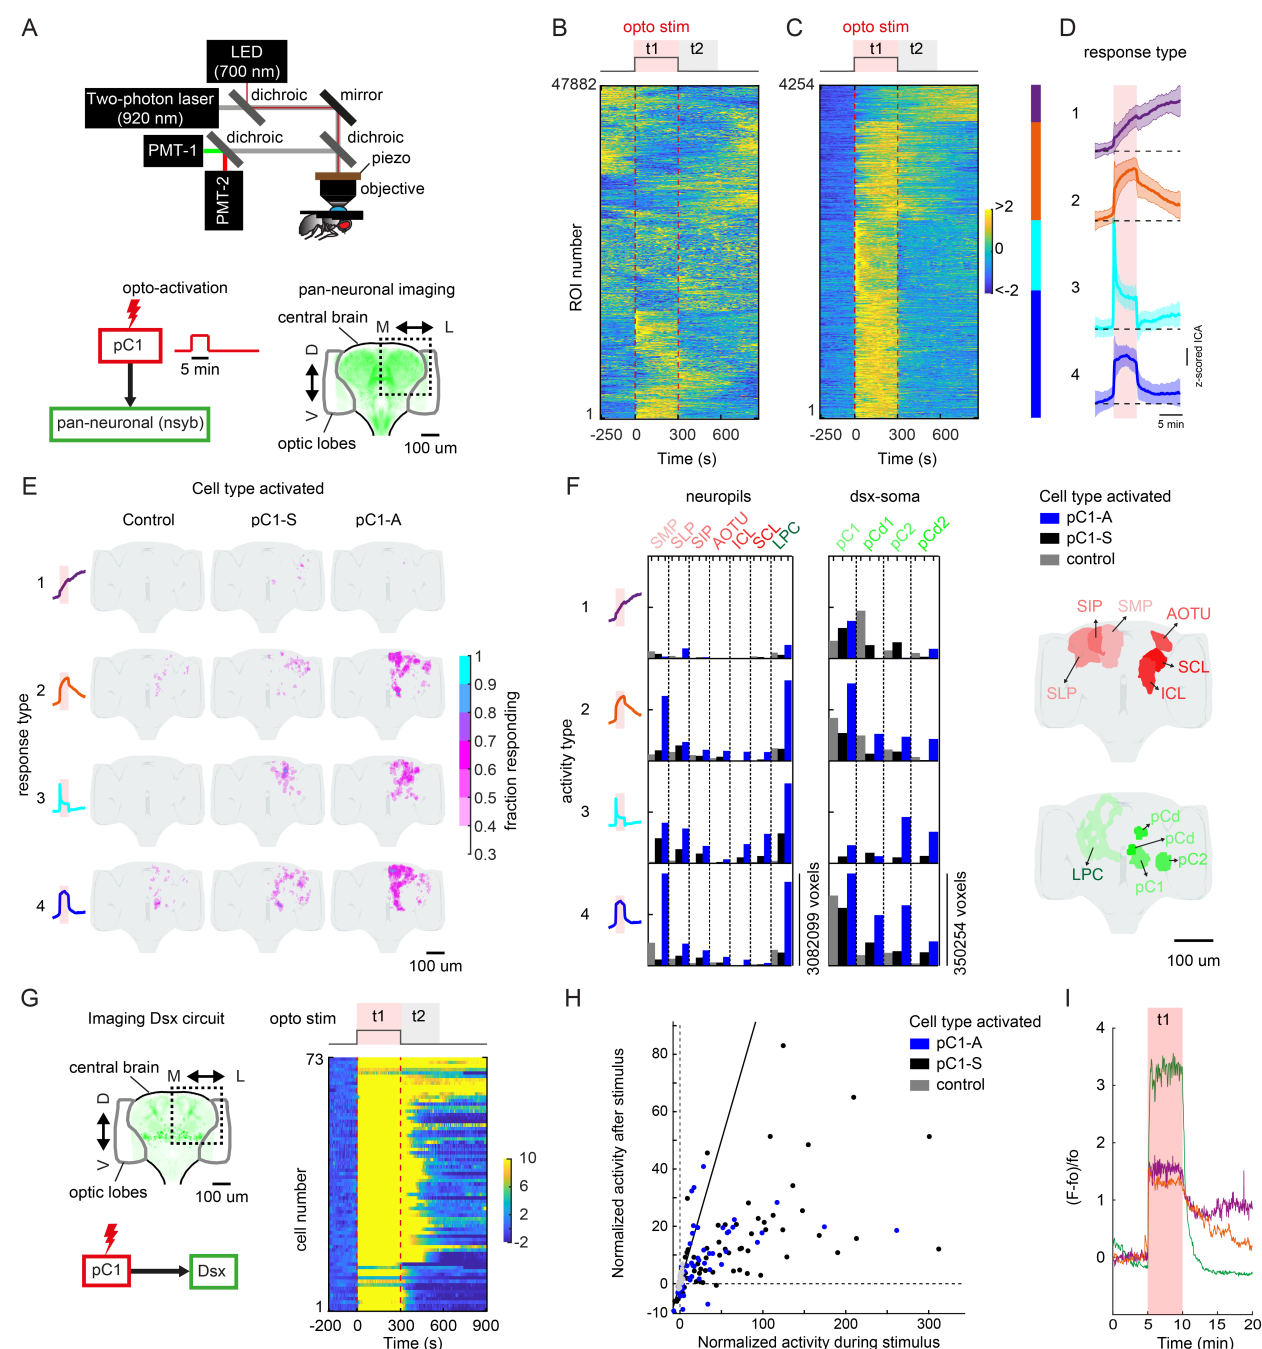 A
LED
(700 nm)
Two-photon laser
(920 nm)
dichroic
mirror
PMT-1
dichroic
dichroic
piezo
PMT-2
objective
opto-activation
pC1
5 min
pan-neuronal (nsyb)
pan-neuronal imaging
central brain
M
L
D
V
optic lobes
100 um
B
opto stim
t1
t2
47882
ROI number
1
-250
0
300
600
Time (s)
C
opto stim
t1
t2
4254
1
-250
0
300
600
Time (s)
>2
0
<-2
D
response type
1
2
3
4
z-scored ICA
5 min
E
Cell type activated
Control
pC1-S
pC1-A
response type
1
2
3
4
1
0.9
0.8
0.7
0.6
0.5
0.4
0.3
fraction responding
100 um
F
neuropils
dsx-soma
SMP
SLP
SIP
AOTU
ICL
SCL
LPC
pC1
pCd1
pC2
pCd2
activity type
1
2
3
4
3082099 voxels
350254 voxels
Cell type activated
pC1-A
pC1-S
control
SIP
SMP
AOTU
SLP
SCL
ICL
pCd
pCd
pC2
LPC
pC1
100 um
G
Imaging Dsx circuit
central brain
M
L
D
V
optic lobes
100 um
pC1
Dsx
opto stim
t1
t2
73
cell number
1
-200
0
300
600
900
Time (s)
10
6
2
-2
H
Normalized activity after stimulus
80
60
40
20
0
-10
0
100
200
300
Normalized activity during stimulus
Cell type activated
pC1-A
pC1-S
control
I
t1
(F-fo)/fo
4
3
2
1
0
0
5
10
15
20
Time (min)